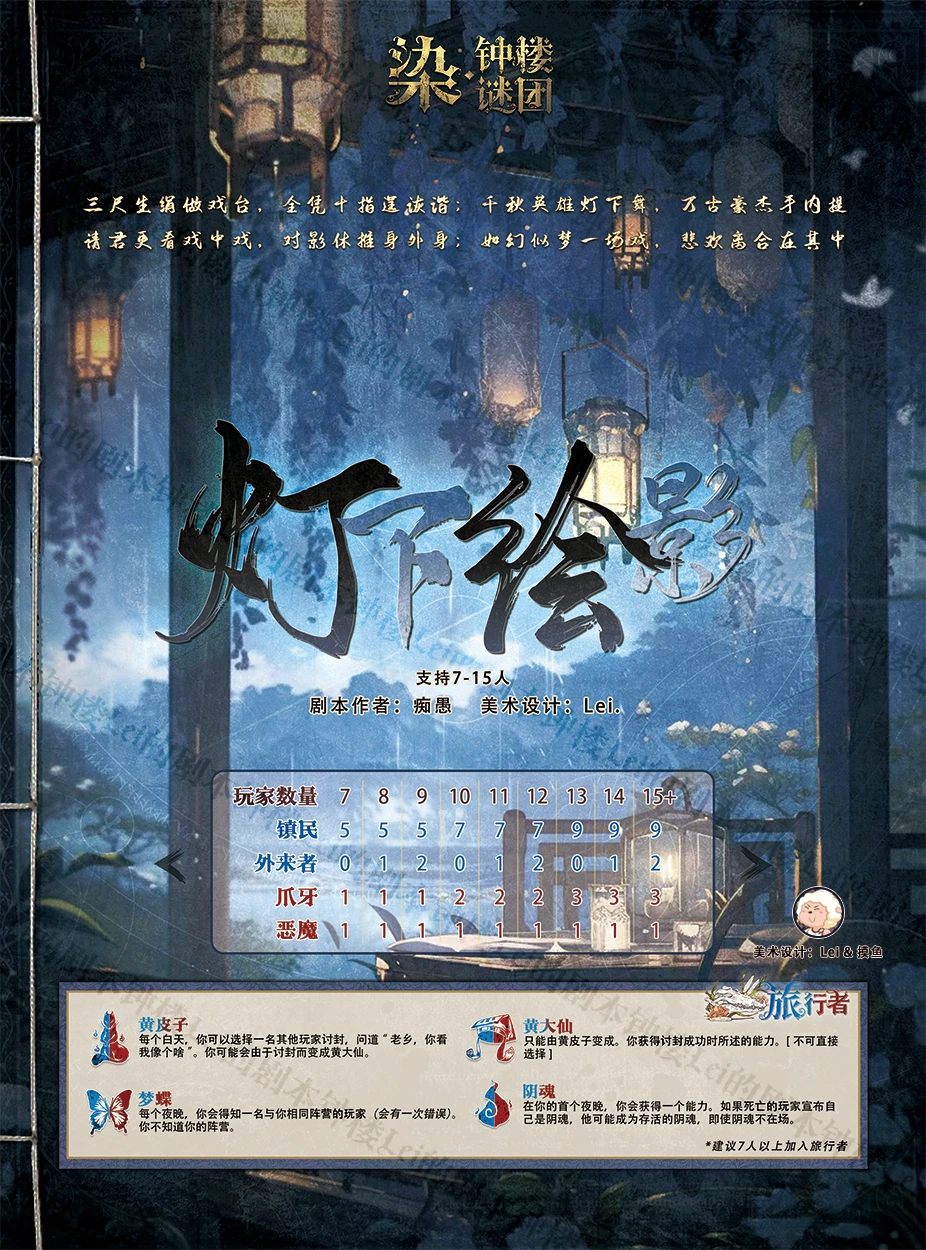 染·钟楼谜团
三尺生绢做戏台，全凭十指逞诙谐；千秋英雄灯下舞，万古豪杰手内提
请君更看戏中戏，对影休推身外身；如幻似梦一场戏，悲欢离合在其中
灯下绘影
支持7-15人
剧本作者：痴愚 美术设计：Lei.
玩家数量 7 8 9 10 11 12 13 14 15+
镇民 5 5 5 7 7 7 9 9 9
外来者 0 1 2 0 1 2 0 1 2
爪牙 1 1 1 2 2 2 3 3 3
恶魔 1 1 1 1 1 1 1 1 1
美术设计：Lei & 摸鱼
旅行者
黄皮子
每个白天，你可以选择一名其他玩家讨封，问道“老乡，你看
我像个啥”。你可能会由于讨封而变成黄大仙。
黄大仙
只能由黄皮子变成。你获得讨封成功时所述的能力。[不可直接
选择]
梦蝶
每个夜晚，你会得知一名与你相同阵营的玩家（会有一次错误）。
你不知道你的阵营。
阴魂
在你的首个夜晚，你会获得一个能力。如果死亡的玩家宣布自
己是阴魂，他可能成为存活的阴魂，即使阴魂不在场。
*建议7人以上加入旅行者